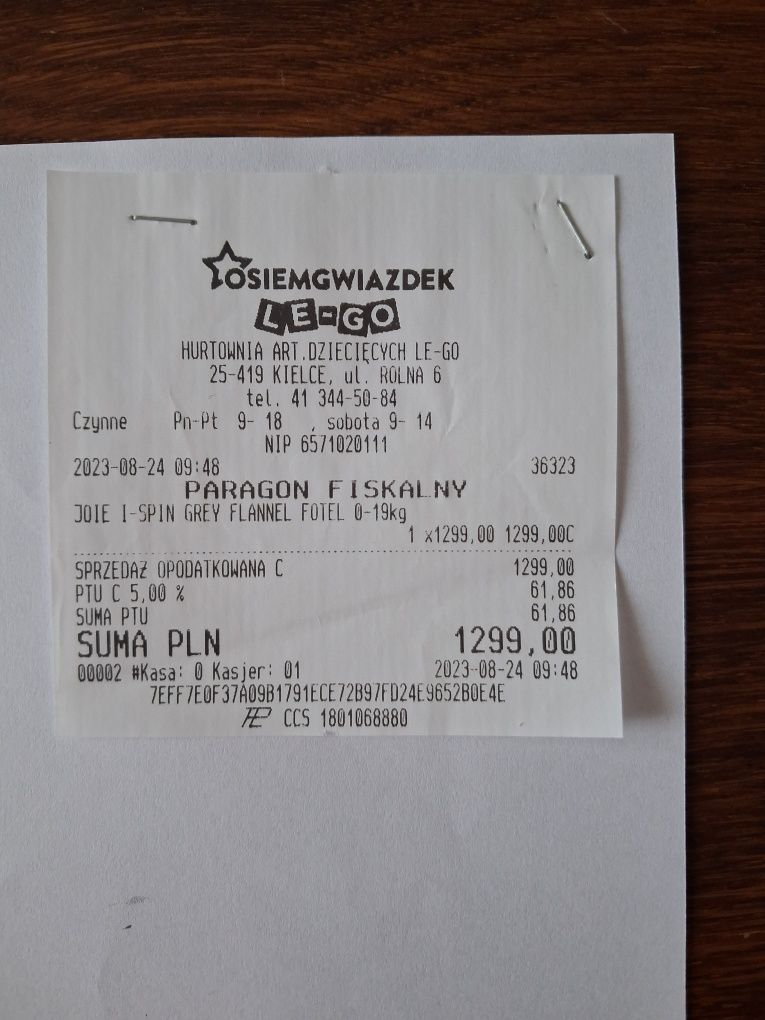 OSIEMGWIAZDEK
LE-GO
HURTOWNIA ART.DZIECIĘCYCH LE-GO
25-419 KIELCE, ul. ROLNA 6
tel. 41 344-50-84
Czynne Pn-Pt 9- 18 , sobota 9- 14
NIP 6571020111
2023-08-24 09:48 36323
PARAGON FISKALNY
JOIE I-SPIN GREY FLANNEL FOTEL 0-19kg
1 x1299,00 1299,00C
SPRZEDAŻ OPODATKOWANA C 1299,00
PTU C 5,00 % 61,86
SUMA PTU 61,86
SUMA PLN 1299,00
00002 #Kasa: 0 Kasjer: 01 2023-08-24 09:48
7EFF7E0F37A09B1791ECE72B97FD24E9652B0E4E
CCS 1801068880